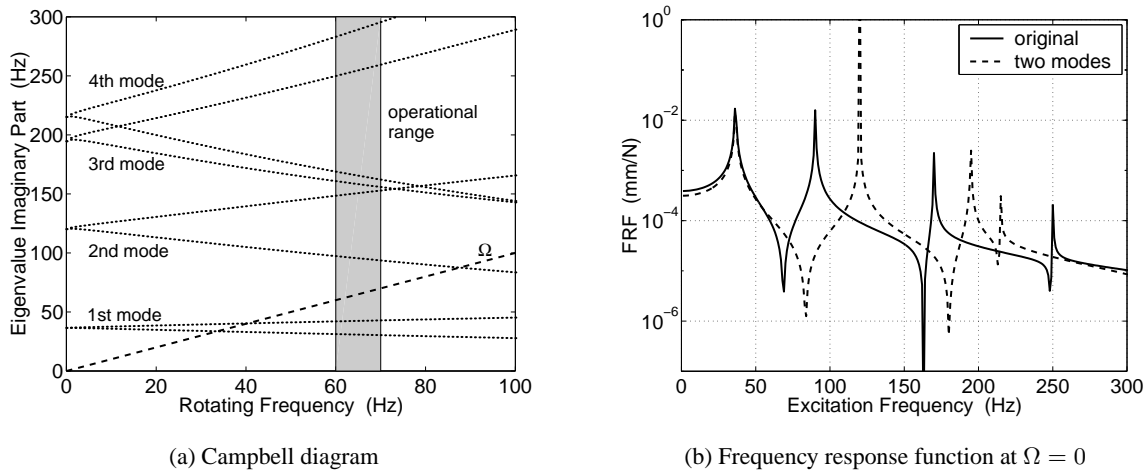 300
250
200
150
100
50
0
Eigenvalue Imaginary Part (Hz)
4th mode
3rd mode
2nd mode
1st mode
operational
range
Ω
0 20 40 60 80 100
Rotating Frequency (Hz)
(a) Campbell diagram
10^0
10^-2
10^-4
10^-6
FRF (mm/N)
original
two modes
0 50 100 150 200 250 300
Excitation Frequency (Hz)
(b) Frequency response function at Ω = 0